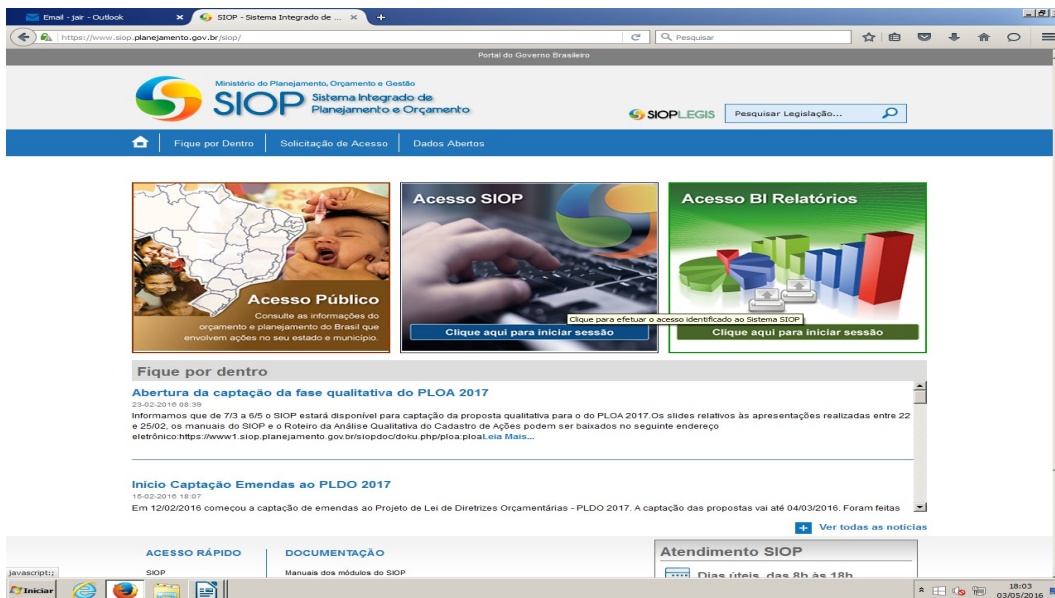 Email - jair - Outlook
SIOP - Sistema Integrado de ...
https://www.siop.planejamento.gov.br/siop/
Pesquisar
Portal do Governo Brasileiro
Ministério do Planejamento, Orçamento e Gestão
SIOP Sistema Integrado de
Planejamento e Orçamento
SIOPLEGIS
Pesquisar Legislação...
Fique por Dentro
Solicitação de Acesso
Dados Abertos
Acesso Público
Consulte as informações do
orçamento e planejamento do Brasil que
envolvem ações no seu estado e município.
Acesso SIOP
Clique aqui para iniciar sessão
Acesso BI Relatórios
Clique para efetuar o acesso identificado ao Sistema SIOP
Clique aqui para iniciar sessão
Fique por dentro
Abertura da captação da fase qualitativa do PLOA 2017
23-02-2016 08:39
Informamos que de 7/3 a 6/5 o SIOP estará disponível para captação da proposta qualitativa para o do PLOA 2017.Os slides relativos às apresentações realizadas entre 22
e 25/02, os manuais do SIOP e o Roteiro da Análise Qualitativa do Cadastro de Ações podem ser baixados no seguinte endereço
eletrônico:https://www1.siop.planejamento.gov.br/siopdoc/doku.php/ploa:ploaLeia Mais...
Início Captação Emendas ao PLDO 2017
15-02-2016 18:07
Em 12/02/2016 começou a captação de emendas ao Projeto de Lei de Diretrizes Orçamentárias - PLDO 2017. A captação das propostas vai até 04/03/2016. Foram feitas
Ver todas as notícias
ACESSO RÁPIDO
SIOP
DOCUMENTAÇÃO
Manuais dos módulos do SIOP
Atendimento SIOP
Dias úteis, das 8h às 18h
javascript:;
Iniciar
18:03
03/05/2016